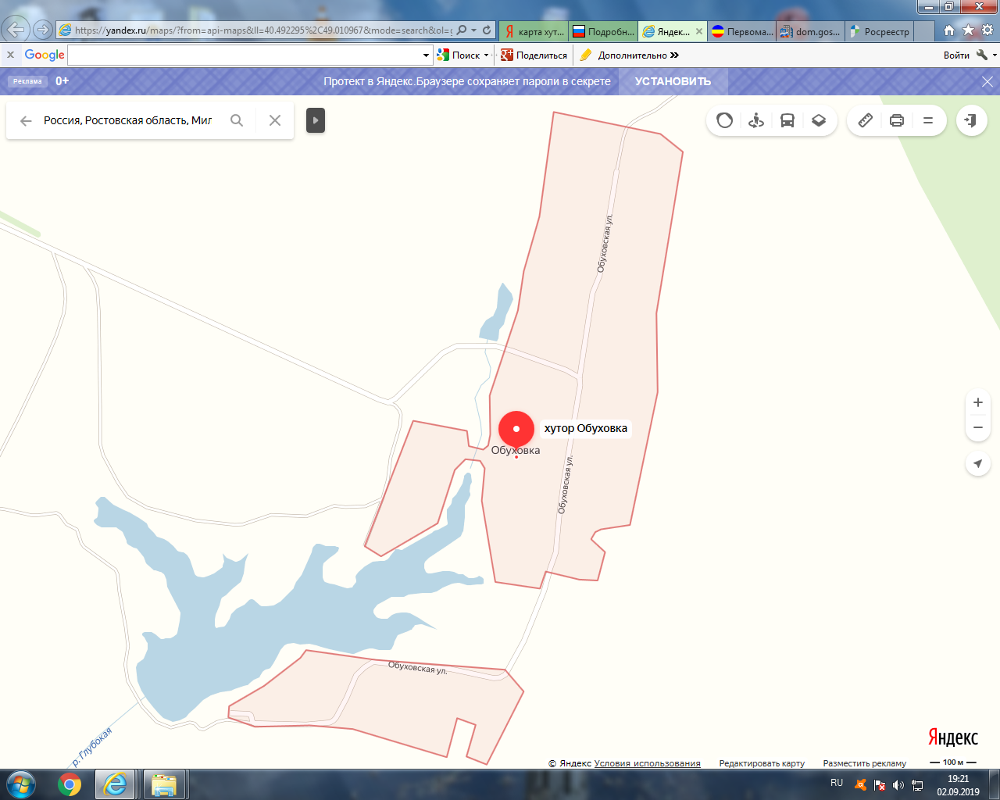 https://yandex.ru/maps/?from=api-maps&ll=40.492295%2C49.010967&mode=search&ol=g
карта хут...
Подробн...
Яндек...
Первома...
dom.gos...
Росреестр
x Google
Поиск
Поделиться
Дополнительно
Войти
Реклама
0+
Протект в Яндекс.Браузере сохраняет пароли в секрете
УСТАНОВИТЬ
Россия, Ростовская область, Мил
Обуховская ул.
хутор Обуховка
Обуховка
Обуховская ул.
Обуховская ул.
р. Глубокая
Яндекс
© Яндекс Условия использования
Редактировать карту
Разместить рекламу
100 м
RU
19:21
02.09.2019